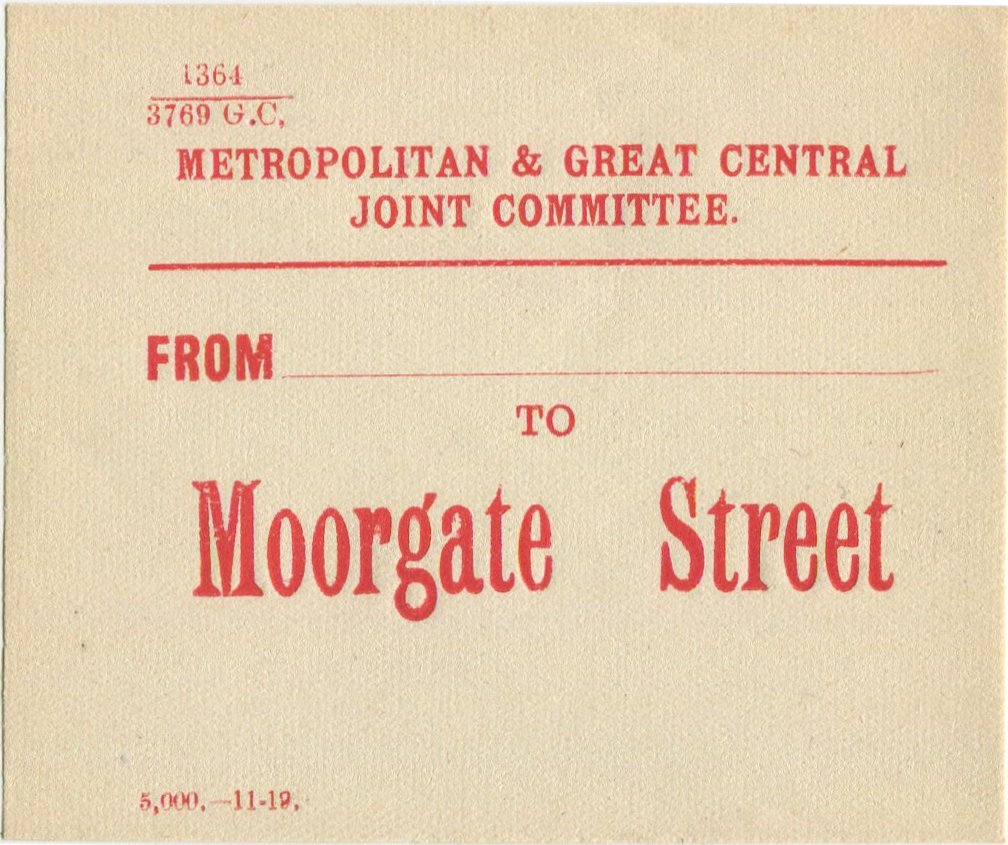 1364
3769 G.C,
METROPOLITAN & GREAT CENTRAL
JOINT COMMITTEE.
FROM
TO
Moorgate Street
5,000.—11-19.